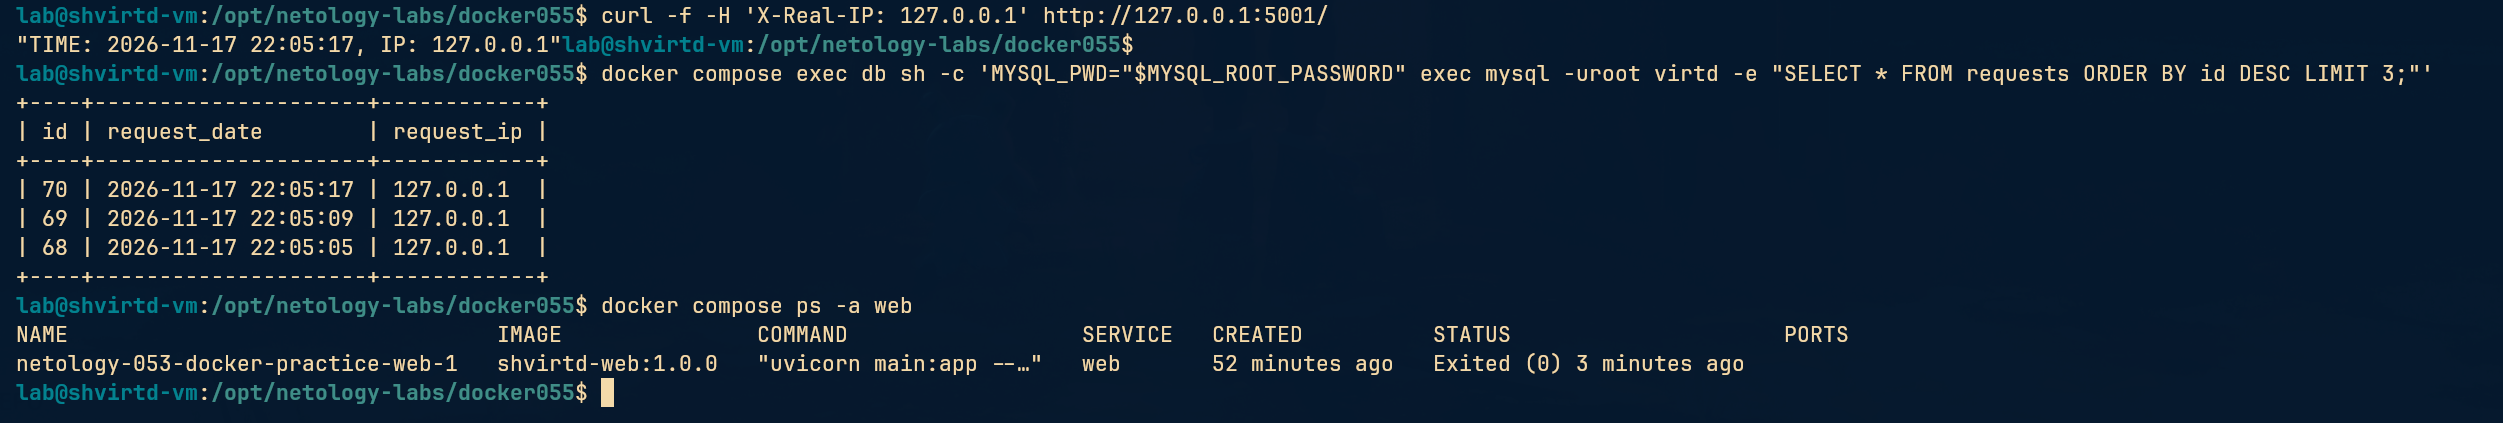 lab@shvirtd-vm:/opt/netology-labs/docker055$ curl -f -H 'X-Real-IP: 127.0.0.1' http://127.0.0.1:5001/
"TIME: 2026-11-17 22:05:17, IP: 127.0.0.1"lab@shvirtd-vm:/opt/netology-labs/docker055$
lab@shvirtd-vm:/opt/netology-labs/docker055$ docker compose exec db sh -c 'MYSQL_PWD="$MYSQL_ROOT_PASSWORD" exec mysql -uroot virtd -e "SELECT * FROM requests ORDER BY id DESC LIMIT 3;"'
+----+---------------------+------------+
| id | request_date        | request_ip |
+----+---------------------+------------+
| 70 | 2026-11-17 22:05:17 | 127.0.0.1  |
| 69 | 2026-11-17 22:05:09 | 127.0.0.1  |
| 68 | 2026-11-17 22:05:05 | 127.0.0.1  |
+----+---------------------+------------+
lab@shvirtd-vm:/opt/netology-labs/docker055$ docker compose ps -a web
NAME                                 IMAGE               COMMAND                  SERVICE   CREATED          STATUS                     PORTS
netology-053-docker-practice-web-1   shvirtd-web:1.0.0   "uvicorn main:app --…"   web       52 minutes ago   Exited (0) 3 minutes ago
lab@shvirtd-vm:/opt/netology-labs/docker055$